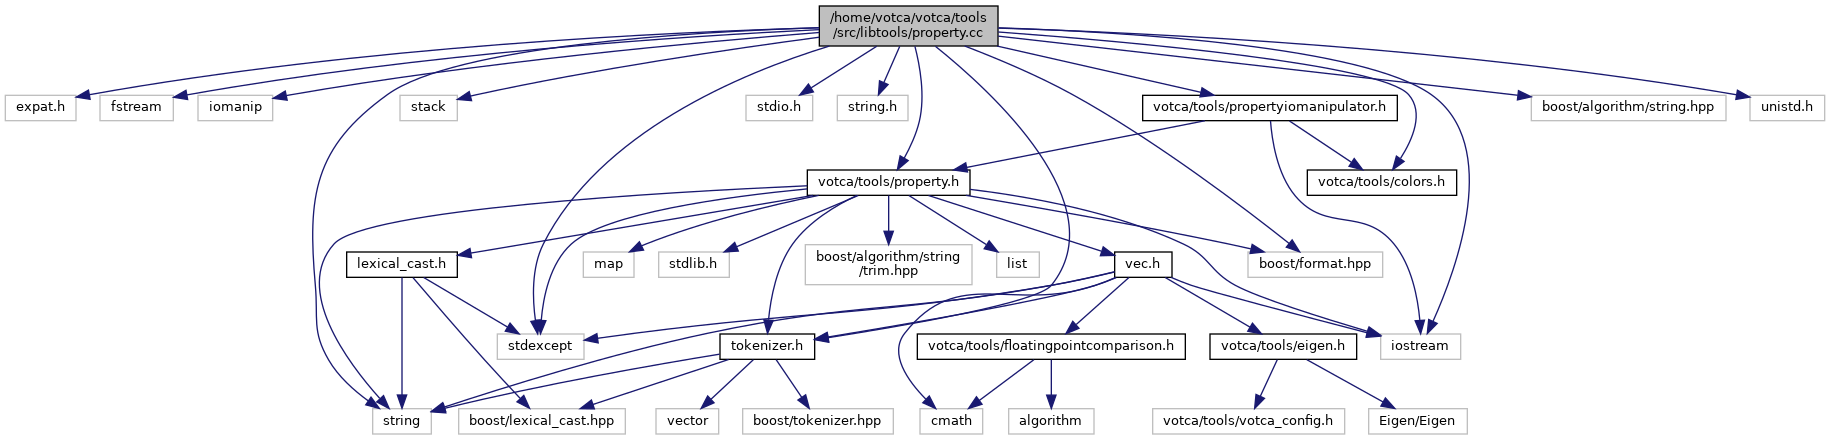 /home/votca/votca/tools
/src/libtools/property.cc
expat.h
fstream
iomanip
stack
stdio.h
string.h
votca/tools/propertyiomanipulator.h
boost/algorithm/string.hpp
unistd.h
votca/tools/property.h
votca/tools/colors.h
lexical_cast.h
map
stdlib.h
boost/algorithm/string
/trim.hpp
list
vec.h
boost/format.hpp
stdexcept
tokenizer.h
votca/tools/floatingpointcomparison.h
votca/tools/eigen.h
iostream
string
boost/lexical_cast.hpp
vector
boost/tokenizer.hpp
cmath
algorithm
votca/tools/votca_config.h
Eigen/Eigen